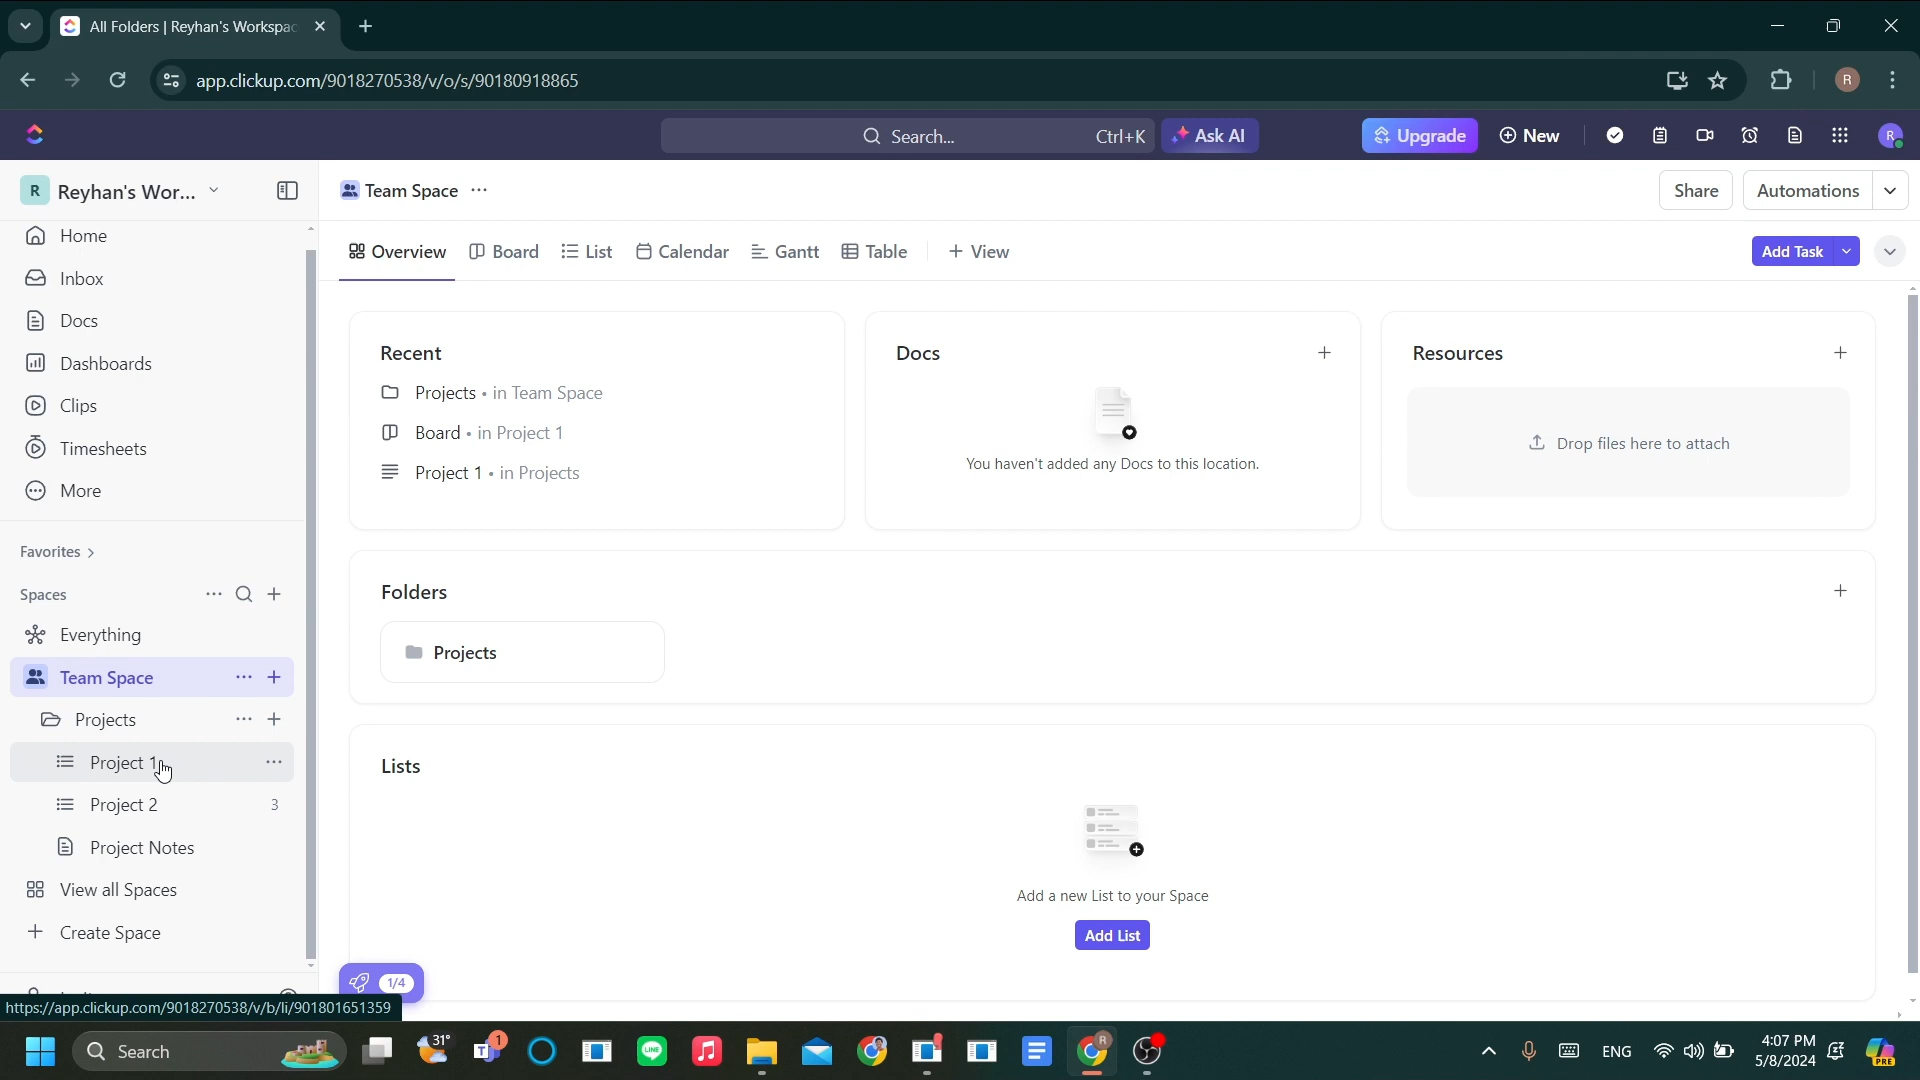 All Folders | Reyhan's Workspac
app.clickup.com/9018270538/v/o/s/90180918865
R
Search... Ctrl+K
Ask AI
Upgrade
New
R
R Reyhan's Wor...
Team Space
Share
Automations
Home
Inbox
Docs
Dashboards
Clips
Timesheets
More
Favorites
Spaces
Everything
Team Space
Projects
Project 1
Project 2 3
Project Notes
View all Spaces
Create Space
Overview
Board
List
Calendar
Gantt
Table
View
Add Task
Recent
Projects • in Team Space
Board • in Project 1
Project 1 • in Projects
Docs
You haven't added any Docs to this location.
Resources
Drop files here to attach
Folders
Projects
Lists
Add a new List to your Space
Add List
1/4
https://app.clickup.com/9018270538/v/b/li/901801651359
Search
31°
1
LINE
R
ENG
4:07 PM
5/8/2024
PRE